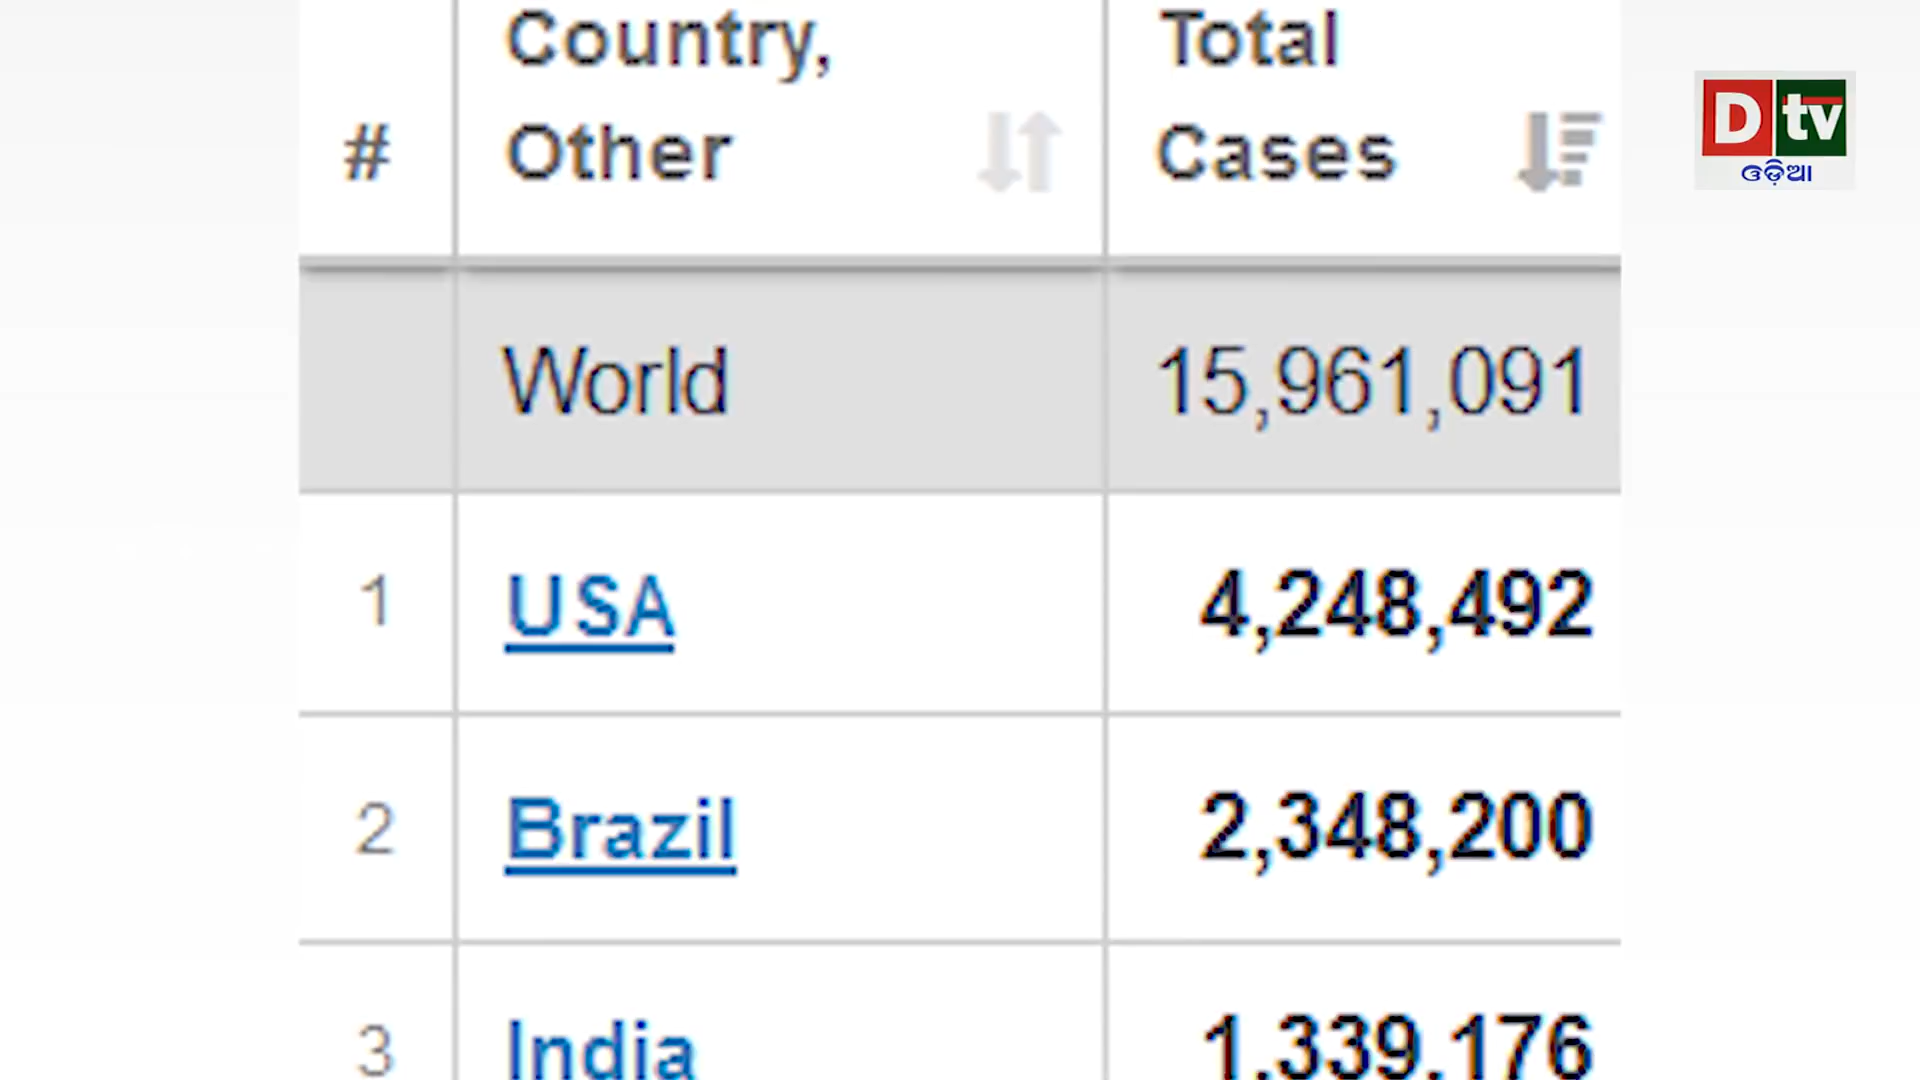 Country,
Other
Total
Cases
#
World 15,961,091
1 USA 4,248,492
2 Brazil 2,348,200
3 India 1,339,176
D tv
ଓଡ଼ିଆ